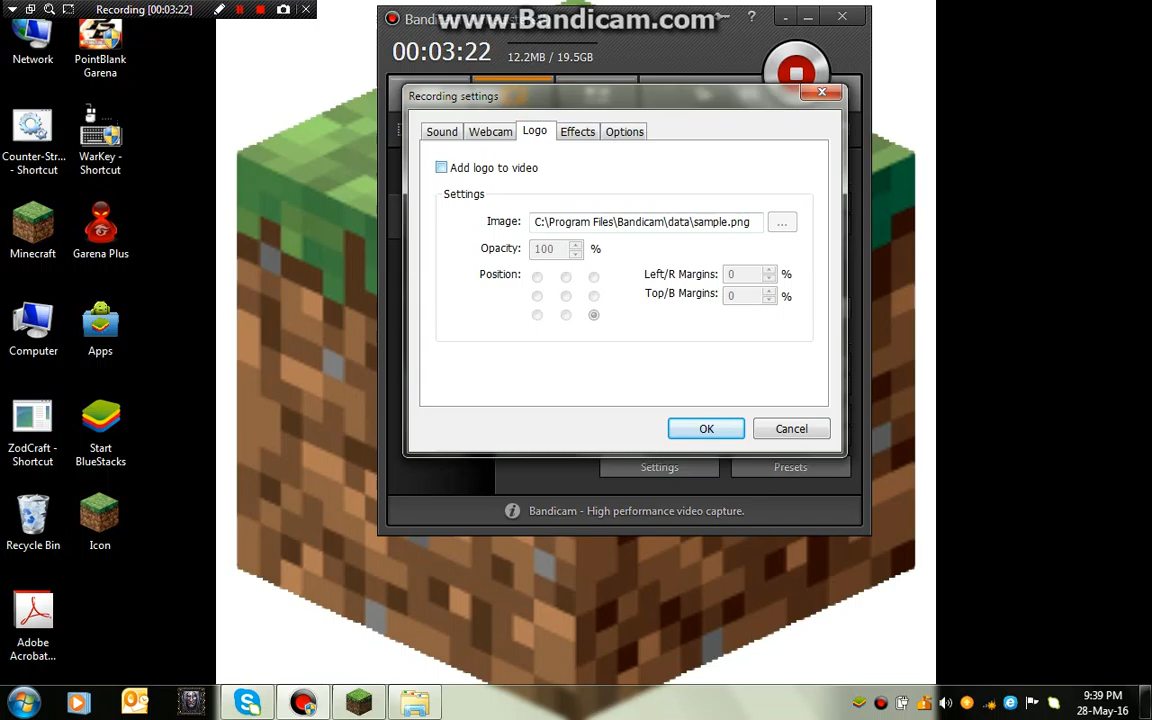 Recording [00:03:22]
www.Bandicam.com
00:03:22
12.2MB / 19.5GB
Recording settings
Sound
Webcam
Logo
Effects
Options
Add logo to video
Settings
Image:
C:\Program Files\Bandicam\data\sample.png
...
Opacity:
100
%
Position:
Left/R Margins:
0
%
Top/B Margins:
0
%
OK
Cancel
Settings
Presets
Bandicam - High performance video capture.
Network
PointBlank
Garena
Counter-Str...
- Shortcut
WarKey -
Shortcut
Minecraft
Garena Plus
Computer
Apps
ZodCraft -
Shortcut
Start
BlueStacks
Recycle Bin
Icon
Adobe
Acrobat...
9:39 PM
28-May-16